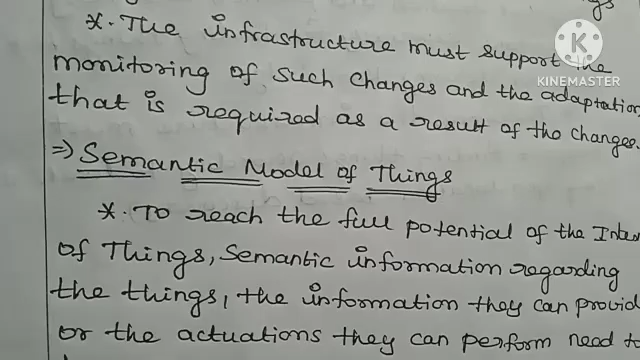 *. The infrastructure must support the
monitoring of such changes and the adaptation
that is required as a result of the changes.
⇒ Semantic Model of Things
*. To reach the full potential of the Inter
of Things, Semantic information regarding
the things, the information they can provid
or the actuations they can perform need to
KINEMASTER